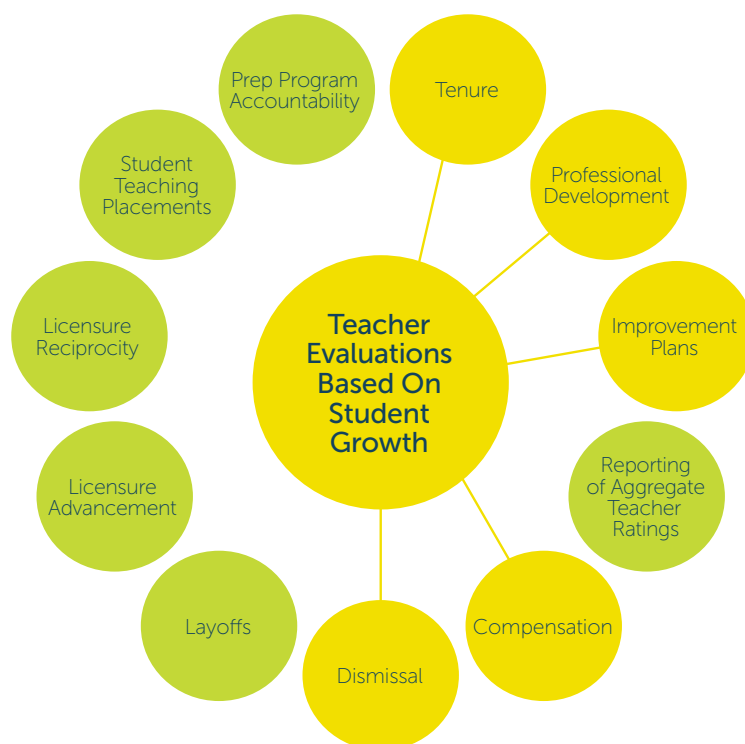 Prep Program
Accountability
Tenure
Student
Teaching
Placements
Professional
Development
Licensure
Reciprocity
Teacher
Evaluations
Based On
Student
Growth
Improvement
Plans
Licensure
Advancement
Reporting
of Aggregate
Teacher
Ratings
Layoffs
Compensation
Dismissal